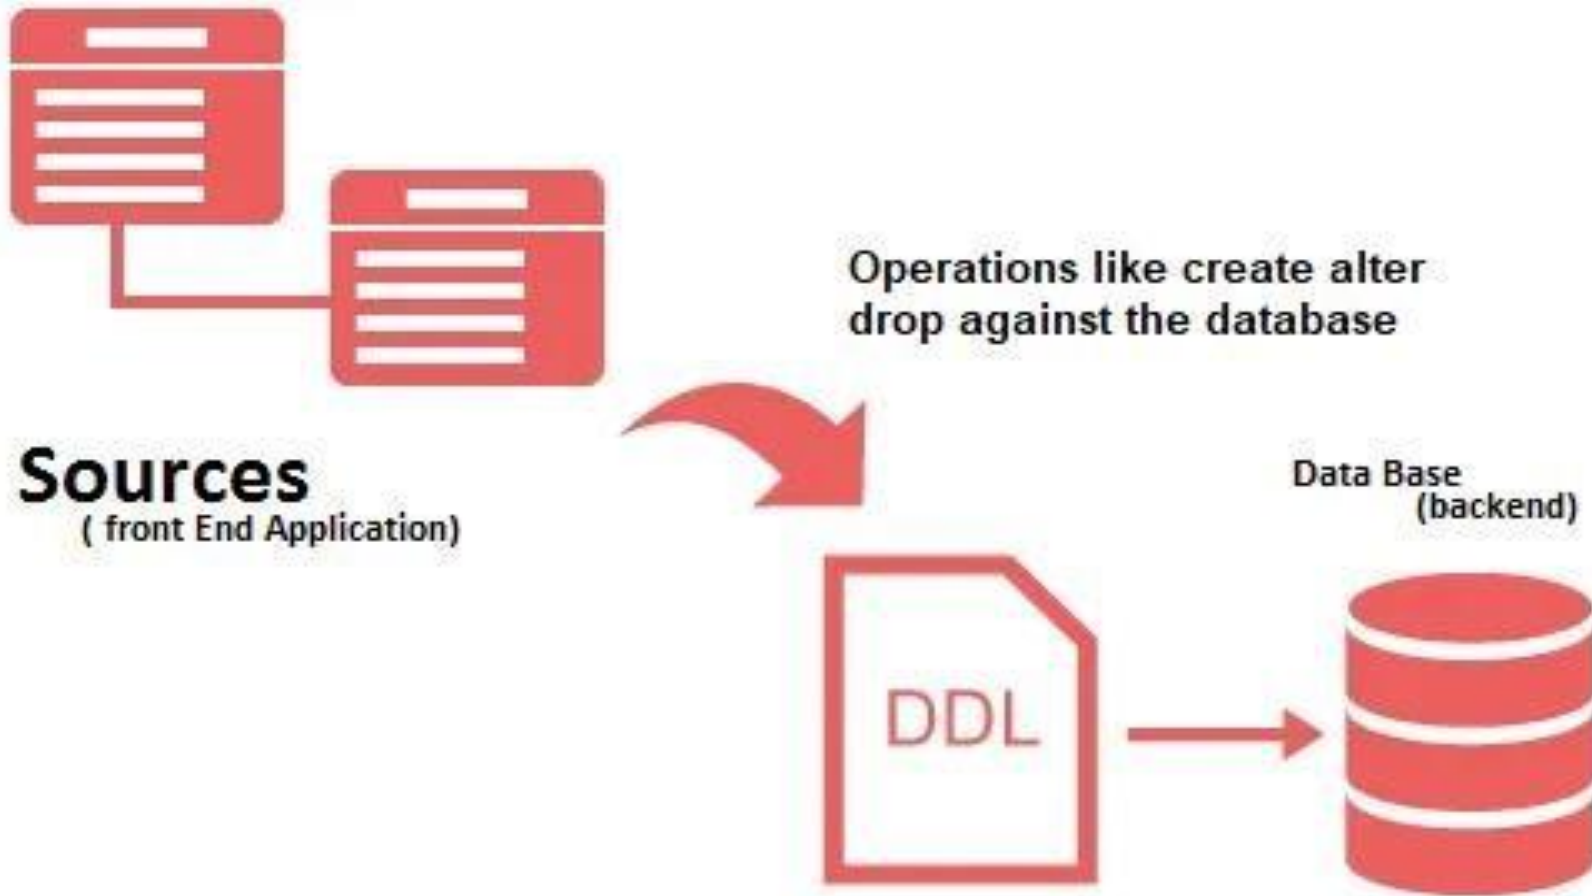 Operations like create alter
drop against the database
Sources
( front End Application)
Data Base
(backend)
DDL